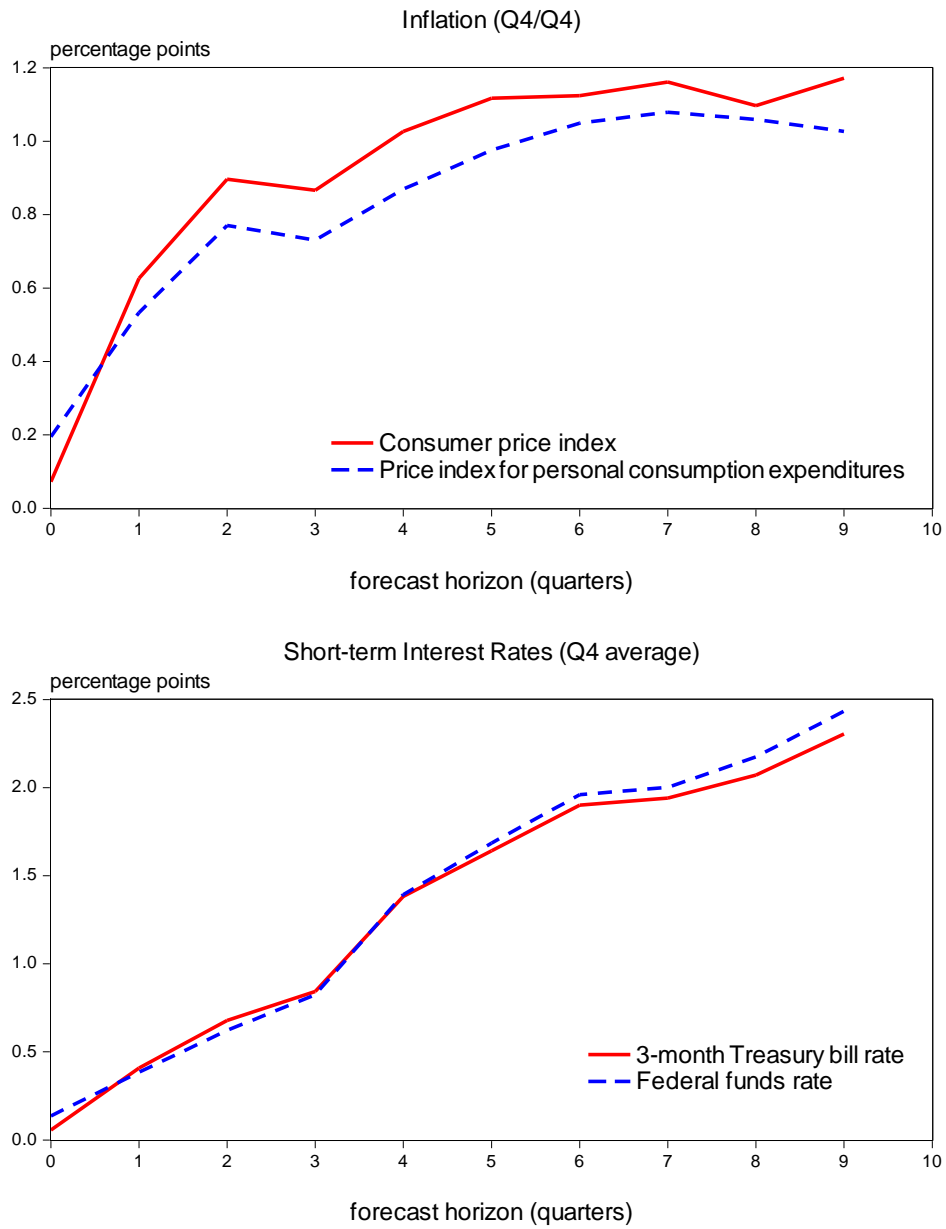 Inflation (Q4/Q4)
percentage points
1.2
1.0
0.8
0.6
0.4
0.2
0.0
Consumer price index
Price index for personal consumption expenditures
0 1 2 3 4 5 6 7 8 9 10
forecast horizon (quarters)
Short-term Interest Rates (Q4 average)
percentage points
2.5
2.0
1.5
1.0
0.5
0.0
3-month Treasury bill rate
Federal funds rate
0 1 2 3 4 5 6 7 8 9 10
forecast horizon (quarters)